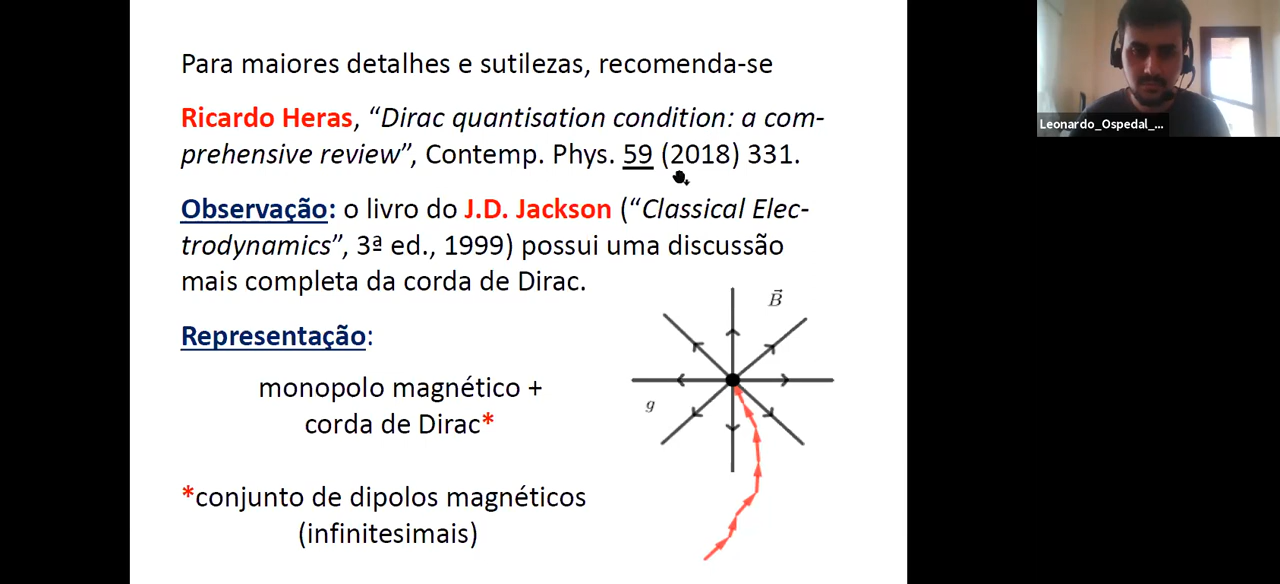 Para maiores detalhes e sutilezas, recomenda-se
Ricardo Heras, “Dirac quantisation condition: a com-
prehensive review”, Contemp. Phys. 59 (2018) 331.
Observação: o livro do J.D. Jackson (“Classical Elec-
trodynamics”, 3ª ed., 1999) possui uma discussão
mais completa da corda de Dirac.
Representação:
monopolo magnético +
corda de Dirac*
*conjunto de dipolos magnéticos
(infinitesimais)
B⃗
g
Leonardo_Ospedal_...